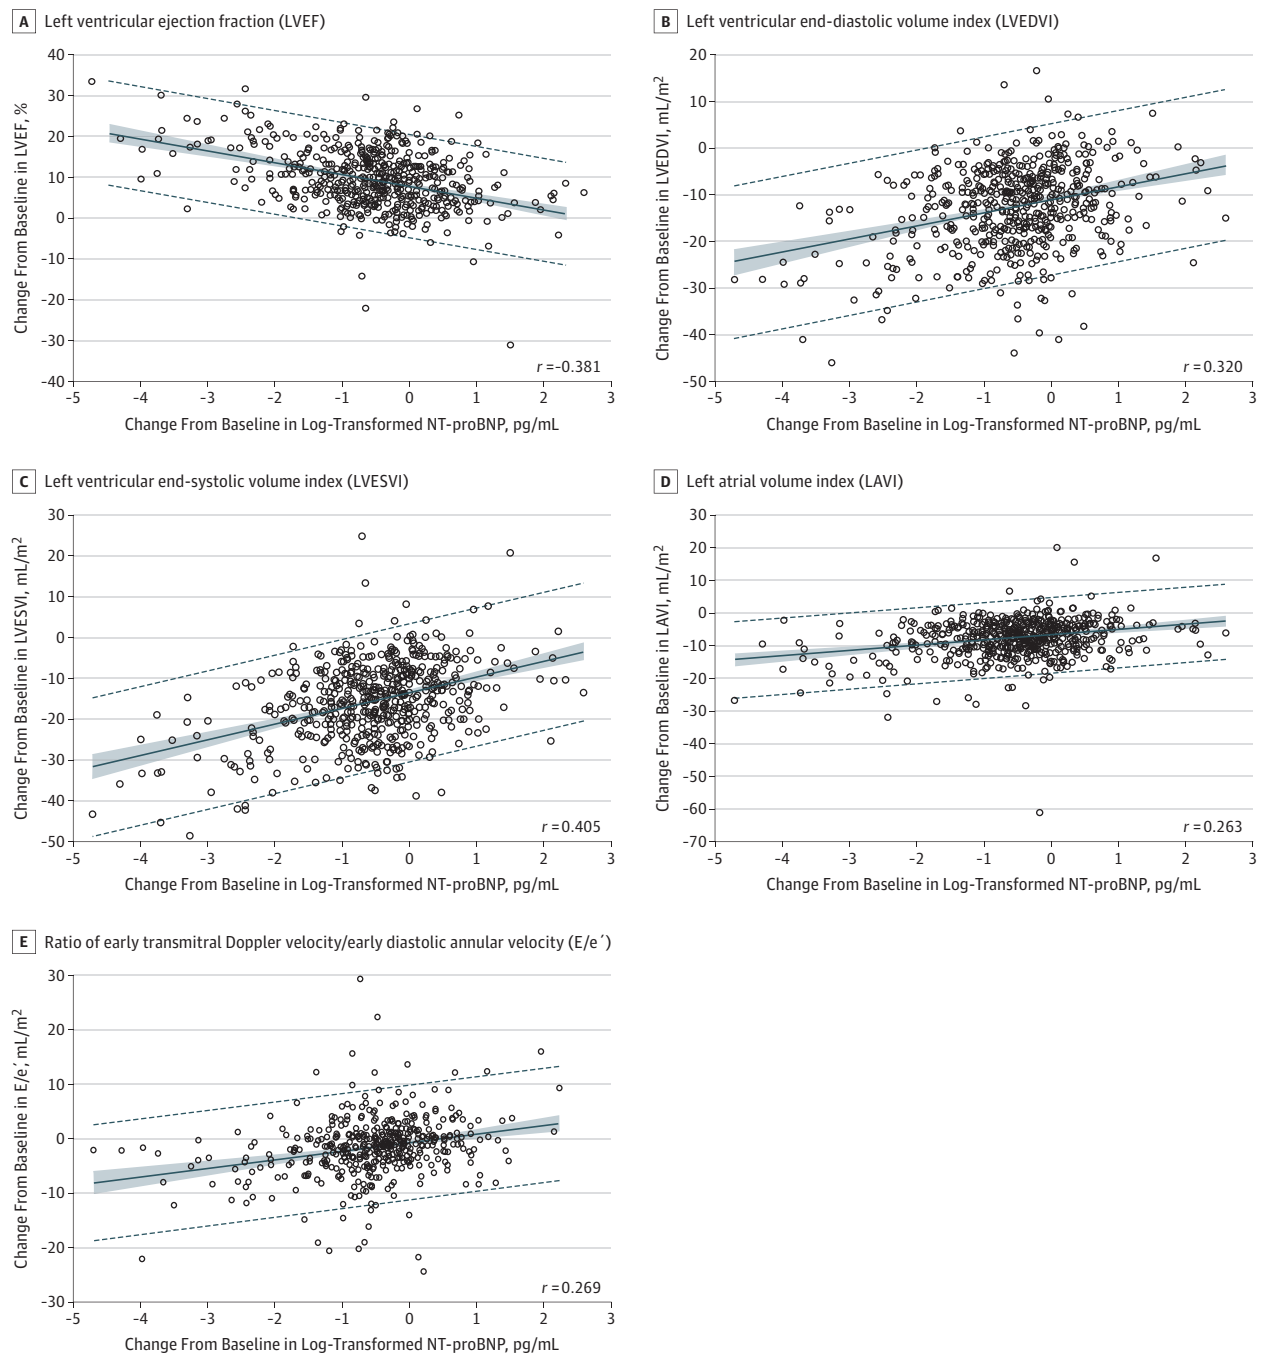 A Left ventricular ejection fraction (LVEF)
40
30
20
10
0
-10
-20
-30
-40
Change From Baseline in LVEF, %
r =-0.381
-5 -4 -3 -2 -1 0 1 2 3
Change From Baseline in Log-Transformed NT-proBNP, pg/mL
B Left ventricular end-diastolic volume index (LVEDVI)
20
10
0
-10
-20
-30
-40
-50
Change From Baseline in LVEDVI, mL/m2
r = 0.320
-5 -4 -3 -2 -1 0 1 2 3
Change From Baseline in Log-Transformed NT-proBNP, pg/mL
C Left ventricular end-systolic volume index (LVESVI)
30
20
10
0
-10
-20
-30
-40
-50
Change From Baseline in LVESVI, mL/m2
r = 0.405
-5 -4 -3 -2 -1 0 1 2 3
Change From Baseline in Log-Transformed NT-proBNP, pg/mL
D Left atrial volume index (LAVI)
30
20
10
0
-10
-20
-30
-40
-50
-60
-70
Change From Baseline in LAVI, mL/m2
r = 0.263
-5 -4 -3 -2 -1 0 1 2 3
Change From Baseline in Log-Transformed NT-proBNP, pg/mL
E Ratio of early transmitral Doppler velocity/early diastolic annular velocity (E/e´)
30
20
10
0
-10
-20
-30
Change From Baseline in E/e´, mL/m2
r = 0.269
-5 -4 -3 -2 -1 0 1 2 3
Change From Baseline in Log-Transformed NT-proBNP, pg/mL